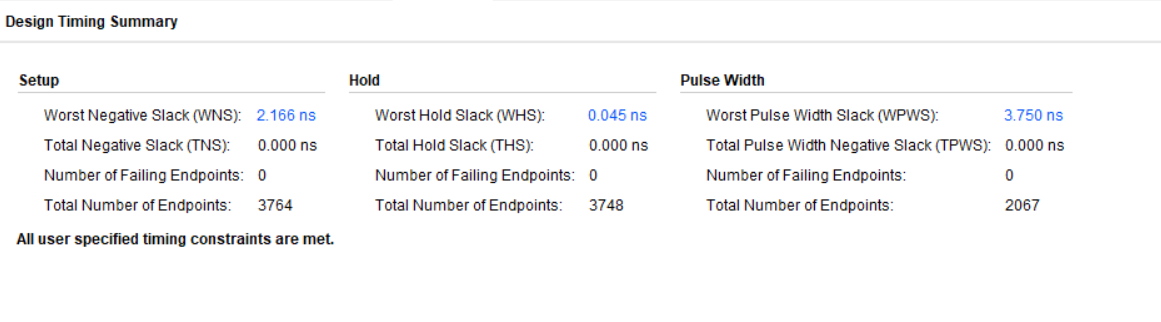 Design Timing Summary
Setup Hold Pulse Width
Worst Negative Slack (WNS): 2.166 ns Worst Hold Slack (WHS): 0.045 ns Worst Pulse Width Slack (WPWS): 3.750 ns
Total Negative Slack (TNS): 0.000 ns Total Hold Slack (THS): 0.000 ns Total Pulse Width Negative Slack (TPWS): 0.000 ns
Number of Failing Endpoints: 0 Number of Failing Endpoints: 0 Number of Failing Endpoints: 0
Total Number of Endpoints: 3764 Total Number of Endpoints: 3748 Total Number of Endpoints: 2067
All user specified timing constraints are met.